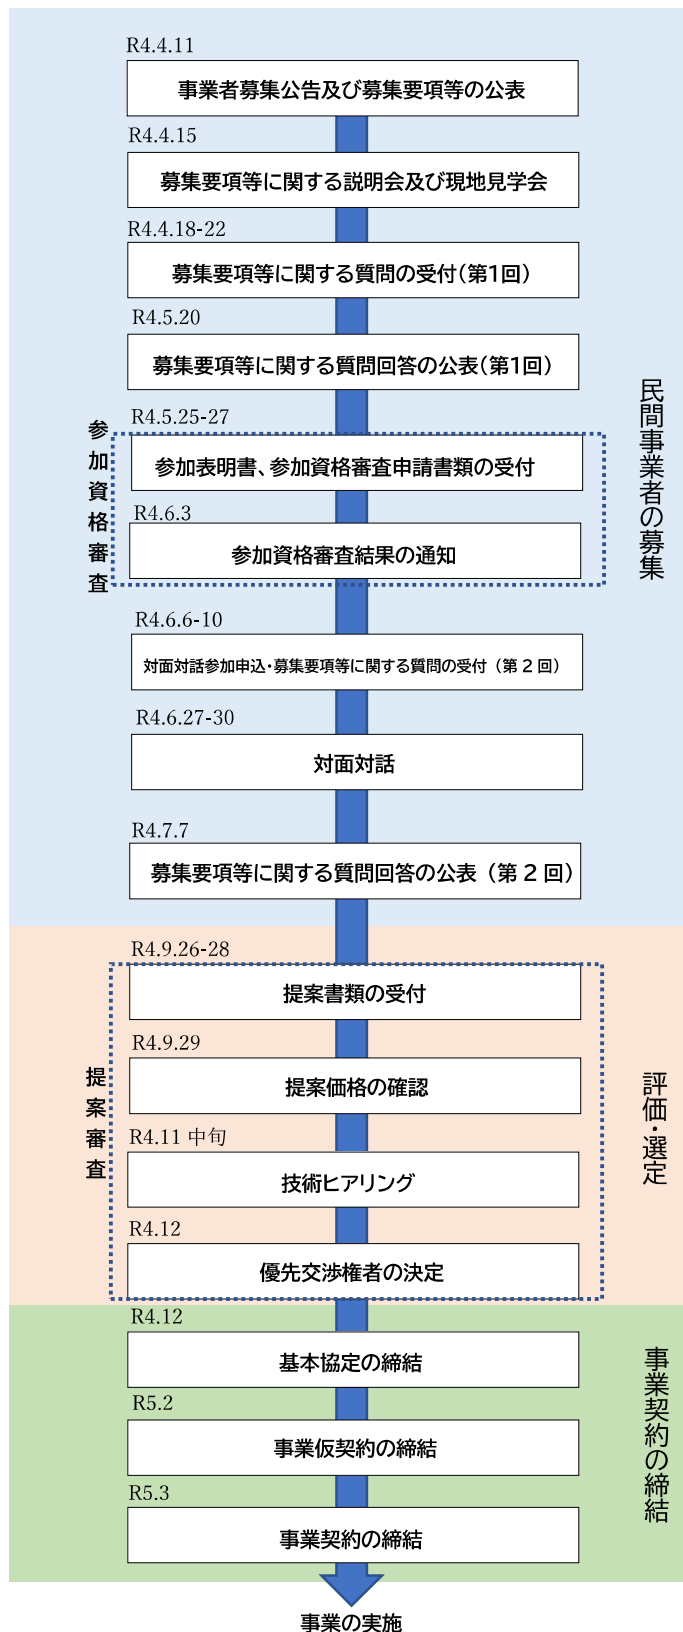 R4.4.11
事業者募集公告及び募集要項等の公表
R4.4.15
募集要項等に関する説明会及び現地見学会
R4.4.18-22
募集要項等に関する質問の受付(第1回)
R4.5.20
募集要項等に関する質問回答の公表(第1回)
民間事業者の募集
R4.5.25-27
参加資格審査
参加表明書、参加資格審査申請書類の受付
R4.6.3
参加資格審査結果の通知
R4.6.6-10
対面対話参加申込・募集要項等に関する質問の受付（第２回）
R4.6.27-30
対面対話
R4.7.7
募集要項等に関する質問回答の公表（第２回）
R4.9.26-28
提案書類の受付
R4.9.29
提案価格の確認
提案審査
評価・選定
R4.11 中旬
技術ヒアリング
R4.12
優先交渉権者の決定
R4.12
基本協定の締結
事業契約の締結
R5.2
事業仮契約の締結
R5.3
事業契約の締結
事業の実施